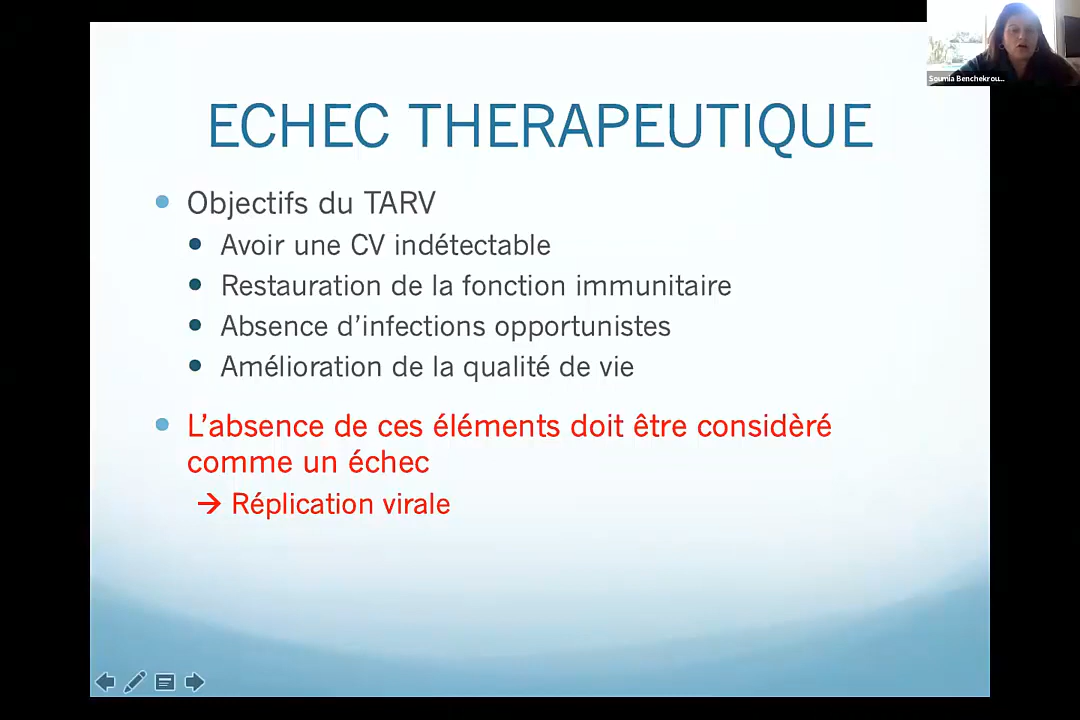 ECHEC THERAPEUTIQUE
Objectifs du TARV
Avoir une CV indétectable
Restauration de la fonction immunitaire
Absence d’infections opportunistes
Amélioration de la qualité de vie
L’absence de ces éléments doit être considèré
comme un échec
→ Réplication virale
Soumia Benchekrou...